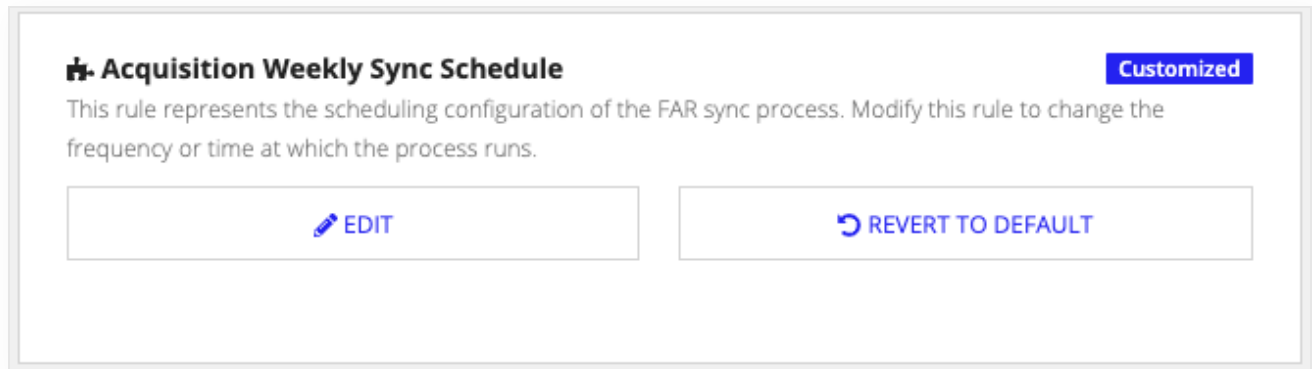 Acquisition Weekly Sync Schedule
Customized
This rule represents the scheduling configuration of the FAR sync process. Modify this rule to change the
frequency or time at which the process runs.
EDIT
REVERT TO DEFAULT